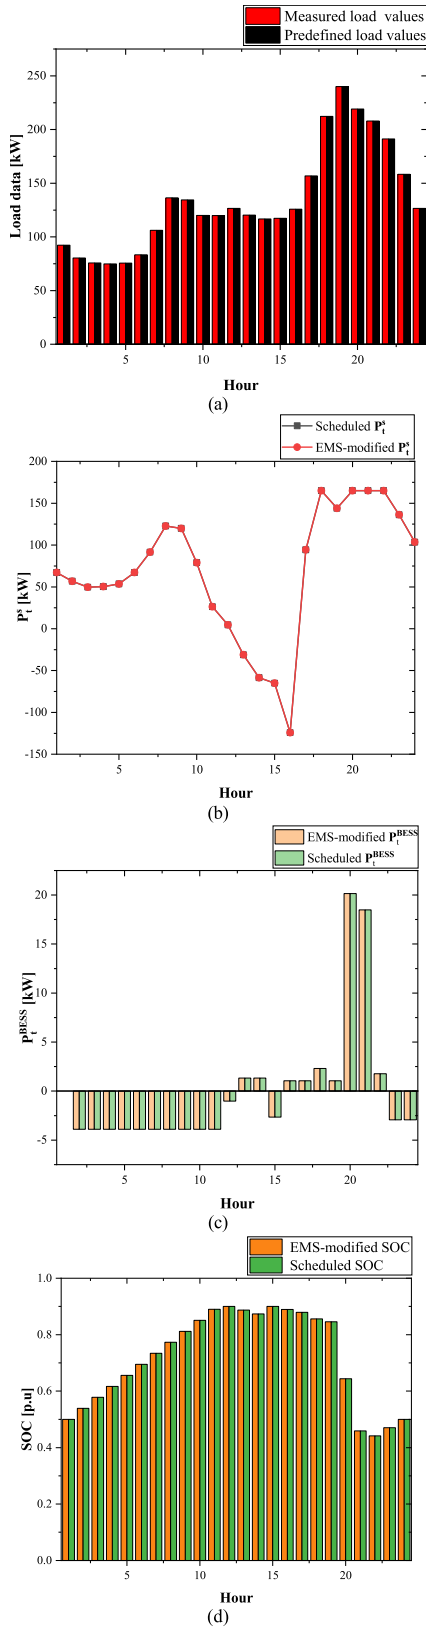 Measured load values
Predefined load values
250
200
150
100
50
0
Load data [kW]
5 10 15 20
Hour
(a)
Scheduled P_t^s
EMS-modified P_t^s
200
150
100
50
0
-50
-100
-150
P_t^s [kW]
5 10 15 20
Hour
(b)
EMS-modified P_t^BESS
Scheduled P_t^BESS
20
15
10
5
0
-5
P_t^BESS [kW]
5 10 15 20
Hour
(c)
EMS-modified SOC
Scheduled SOC
1.0
0.8
0.6
0.4
0.2
0.0
SOC [p.u]
5 10 15 20
Hour
(d)